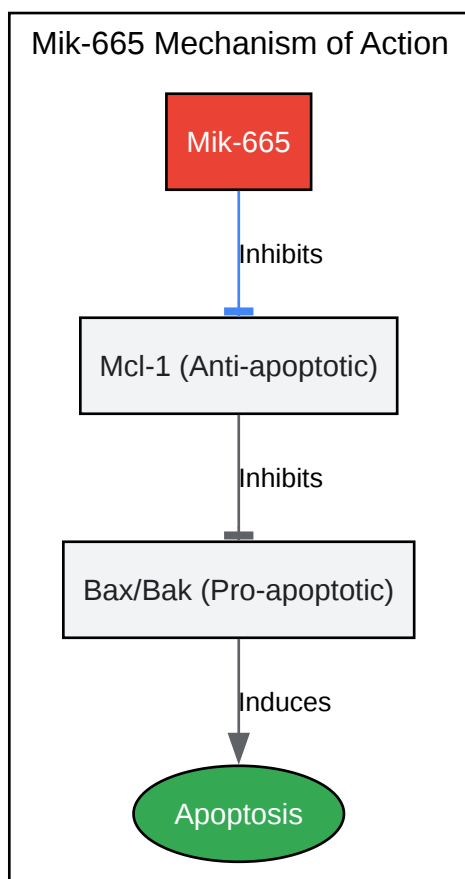 Mik-665 Mechanism of Action
Mik-665
Inhibits
Mcl-1 (Anti-apoptotic)
Inhibits
Bax/Bak (Pro-apoptotic)
Induces
Apoptosis